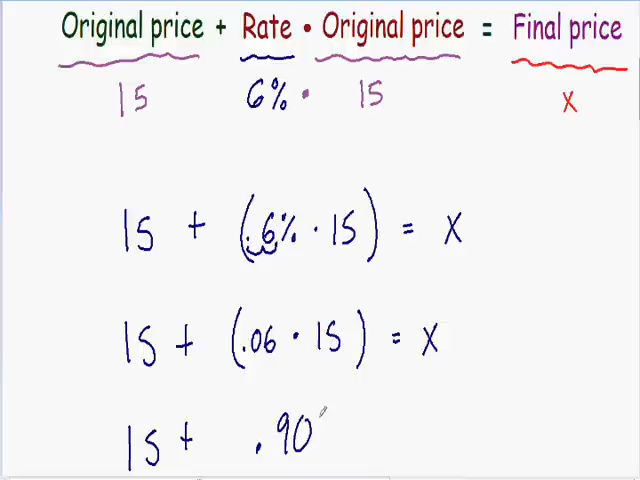 Original price + Rate • Original price = Final price
15 6% • 15 x
15 + (.6% · 15) = x
15 + (.06 · 15) = x
15 + .90